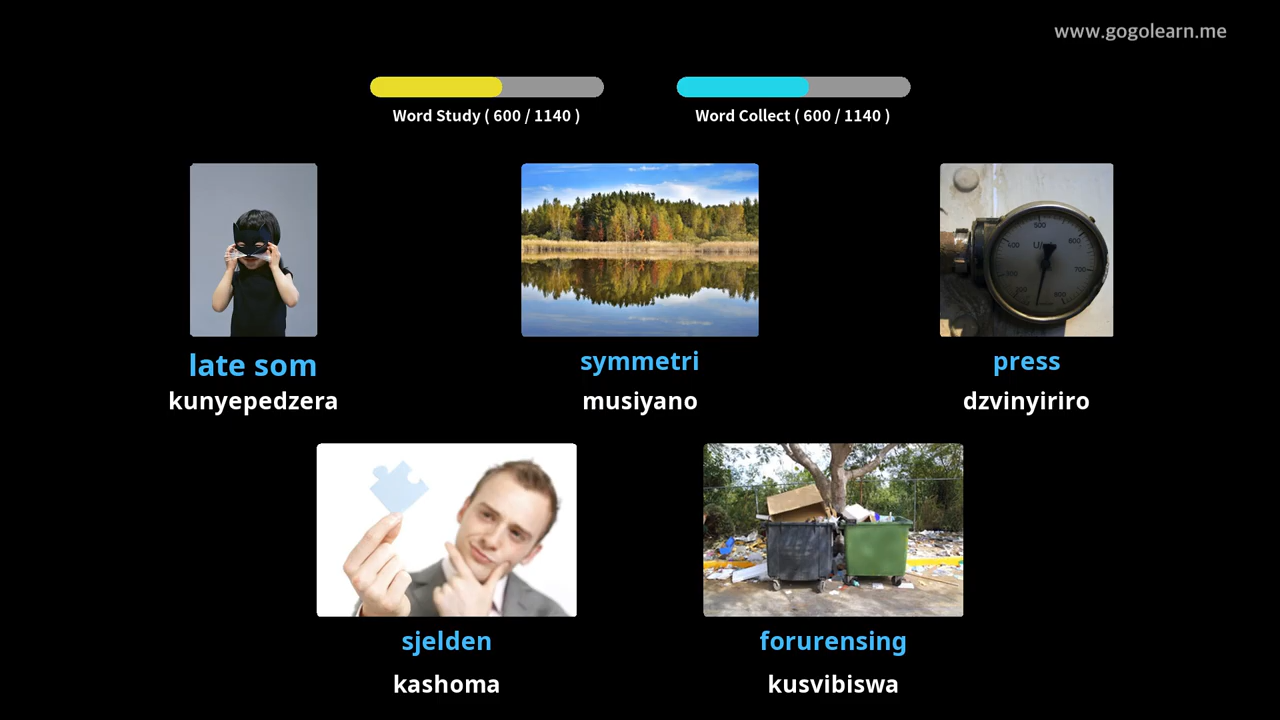 www.gogolearn.me
Word Study ( 600 / 1140 )
Word Collect ( 600 / 1140 )
late som
kunyepedzera
symmetri
musiyano
press
dzvinyiriro
sjelden
kashoma
forurensing
kusvibiswa